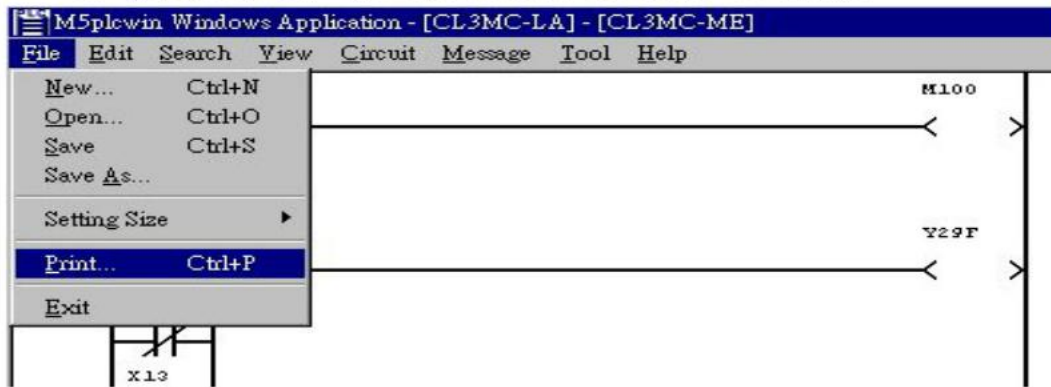 M5plcwin Windows Application - [CL3MC-LA] - [CL3MC-ME]
File Edit Search View Circuit Message Tool Help
New... Ctrl+N
Open... Ctrl+O
Save Ctrl+S
Save As...
Setting Size
Print... Ctrl+P
Exit
M100
Y29F
X13